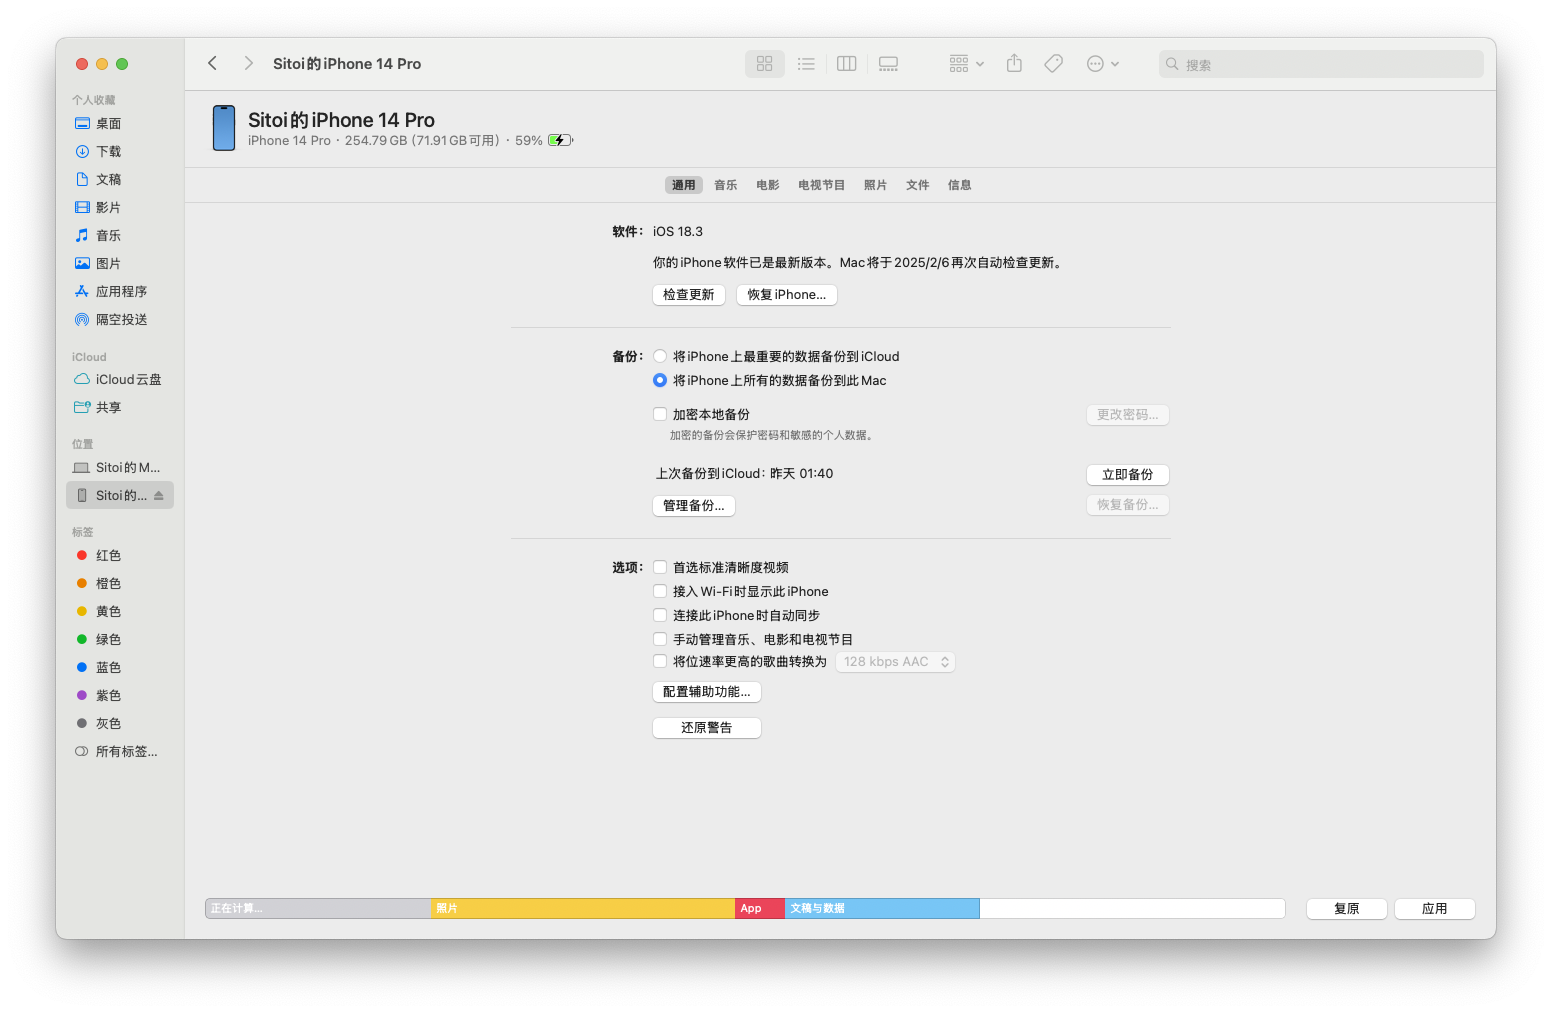 Sitoi的iPhone 14 Pro
搜索
个人收藏
桌面
下载
文稿
影片
音乐
图片
应用程序
隔空投送
iCloud
iCloud云盘
共享
位置
Sitoi的M...
Sitoi的...
标签
红色
橙色
黄色
绿色
蓝色
紫色
灰色
所有标签...
Sitoi的iPhone 14 Pro
iPhone 14 Pro · 254.79 GB (71.91 GB可用) · 59%
通用 音乐 电影 电视节目 照片 文件 信息
软件： iOS 18.3
你的iPhone软件已是最新版本。Mac将于2025/2/6再次自动检查更新。
检查更新 恢复iPhone...
备份： 将iPhone上最重要的数据备份到iCloud
将iPhone上所有的数据备份到此Mac
加密本地备份 更改密码...
加密的备份会保护密码和敏感的个人数据。
上次备份到iCloud：昨天 01:40 立即备份
管理备份... 恢复备份...
选项： 首选标准清晰度视频
接入Wi-Fi时显示此iPhone
连接此iPhone时自动同步
手动管理音乐、电影和电视节目
将位速率更高的歌曲转换为 128 kbps AAC
配置辅助功能...
还原警告
正在计算... 照片 App 文稿与数据 复原 应用